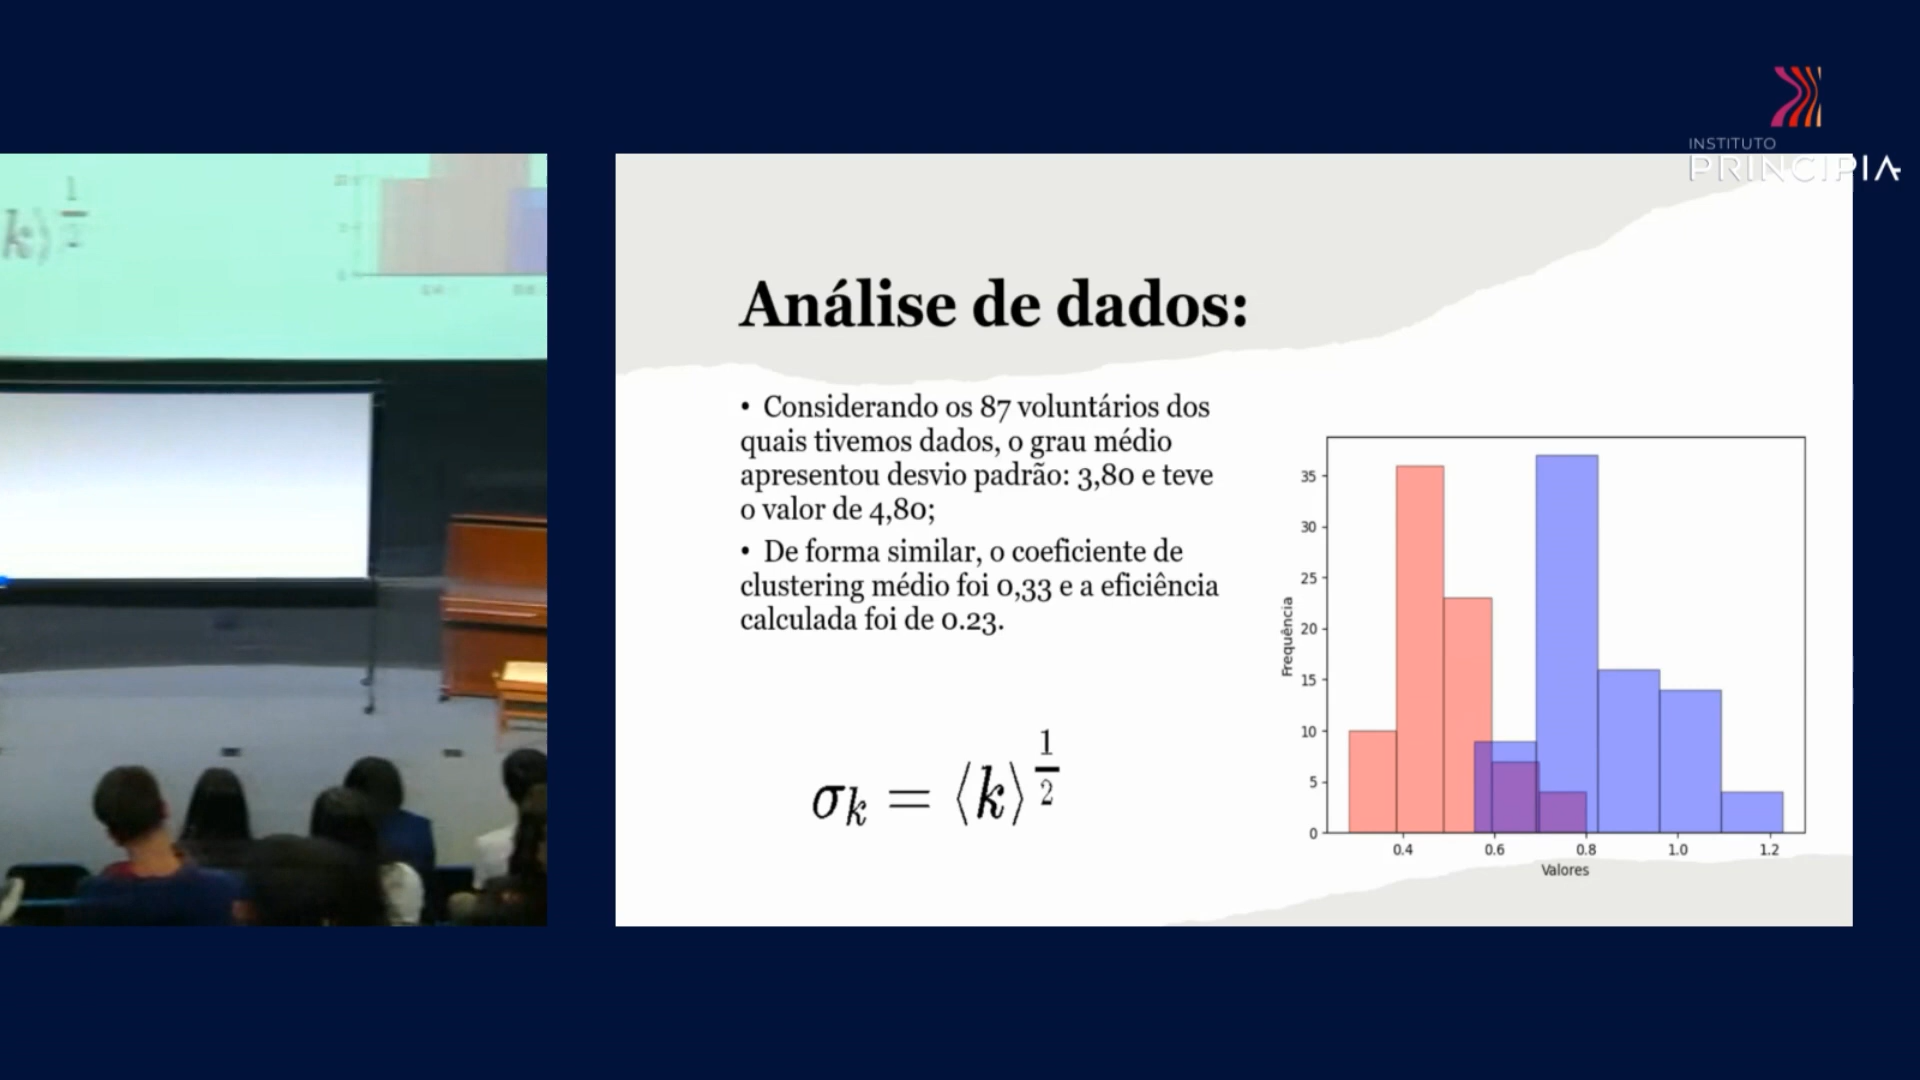 INSTITUTO
PRINCIPIA
Análise de dados:
• Considerando os 87 voluntários dos
quais tivemos dados, o grau médio
apresentou desvio padrão: 3,80 e teve
o valor de 4,80;
• De forma similar, o coeficiente de
clustering médio foi 0,33 e a eficiência
calculada foi de 0.23.
σk = ⟨k⟩^1/2
Frequência
35
30
25
20
15
10
5
0
0.4 0.6 0.8 1.0 1.2
Valores
k⟩^1/2